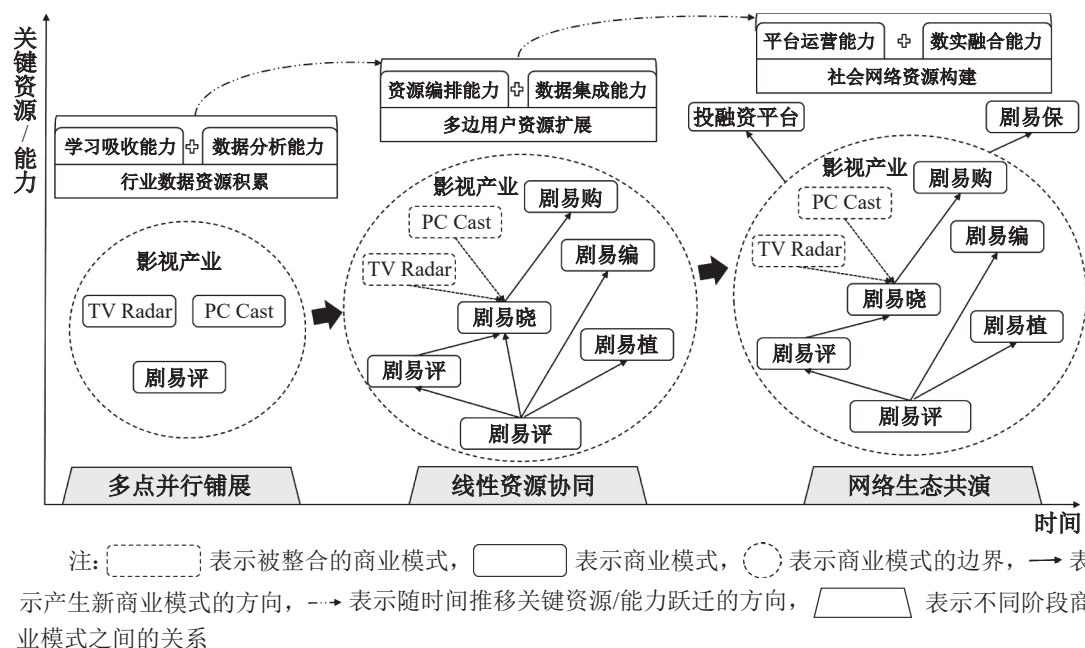 关键资源/能力
平台运营能力 数实融合能力
社会网络资源构建
资源编排能力 数据集成能力
多边用户资源扩展
学习吸收能力 数据分析能力
行业数据资源积累
影视产业
TV Radar
PC Cast
剧易评
影视产业
剧易购
PC Cast
剧易编
TV Radar
剧易晓
剧易植
剧易评
剧易评
投融资平台
剧易保
影视产业
剧易购
PC Cast
剧易编
TV Radar
剧易晓
剧易植
剧易评
剧易评
多点并行铺展
线性资源协同
网络生态共演
时间
注: 表示被整合的商业模式, 表示商业模式, 表示商业模式的边界, 表
示产生新商业模式的方向, 表示随时间推移关键资源/能力跃迁的方向, 表示不同阶段商
业模式之间的关系